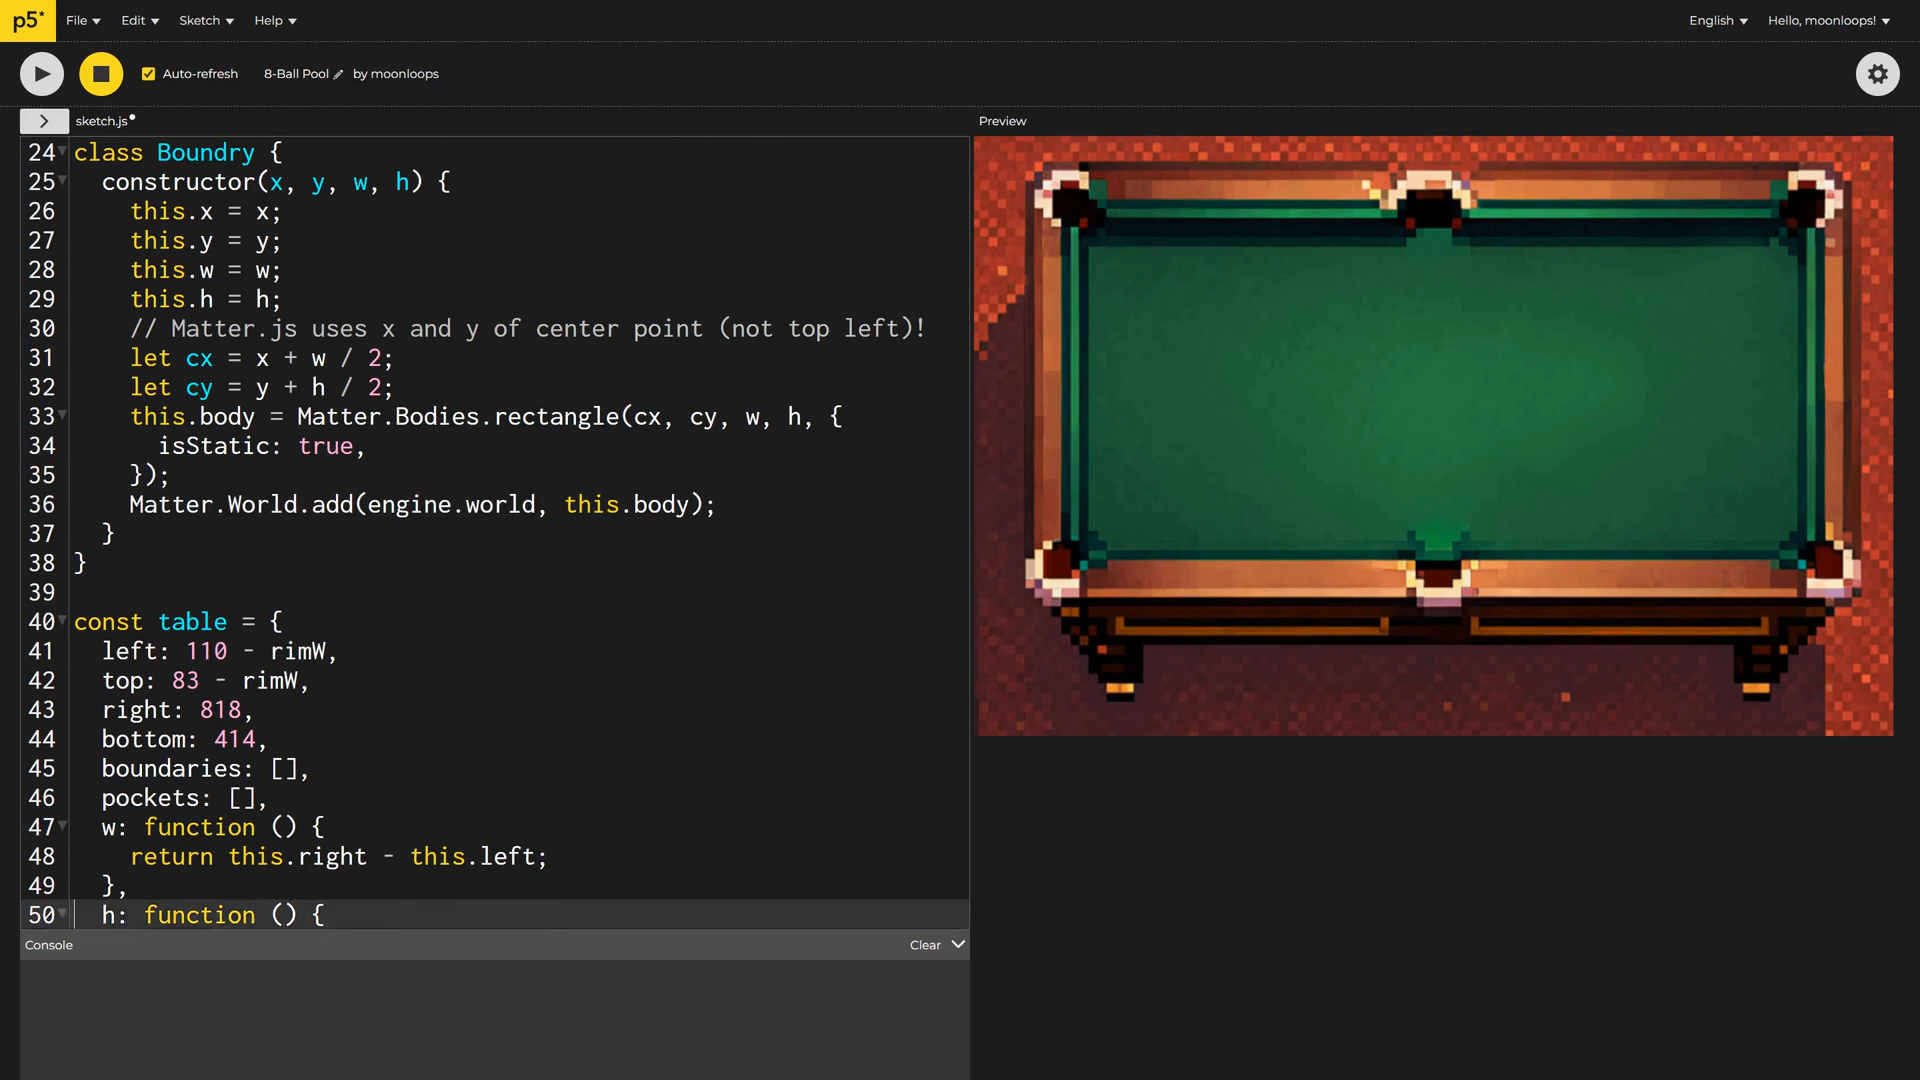 p5* File Edit Sketch Help English Hello, moonloops!
Auto-refresh 8-Ball Pool by moonloops
sketch.js
Preview
24 class Boundry {
25 constructor(x, y, w, h) {
26 this.x = x;
27 this.y = y;
28 this.w = w;
29 this.h = h;
30 // Matter.js uses x and y of center point (not top left)!
31 let cx = x + w / 2;
32 let cy = y + h / 2;
33 this.body = Matter.Bodies.rectangle(cx, cy, w, h, {
34 isStatic: true,
35 });
36 Matter.World.add(engine.world, this.body);
37 }
38 }
39
40 const table = {
41 left: 110 - rimW,
42 top: 83 - rimW,
43 right: 818,
44 bottom: 414,
45 boundaries: [],
46 pockets: [],
47 w: function () {
48 return this.right - this.left;
49 },
50 h: function () {
Console Clear